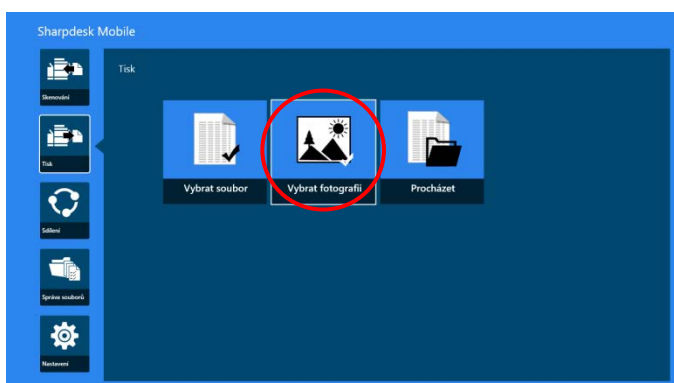 Sharpdesk Mobile
Skenování
Tisk
Sdílení
Správa souborů
Nastavení
Tisk
Vybrat soubor
Vybrat fotografii
Procházet